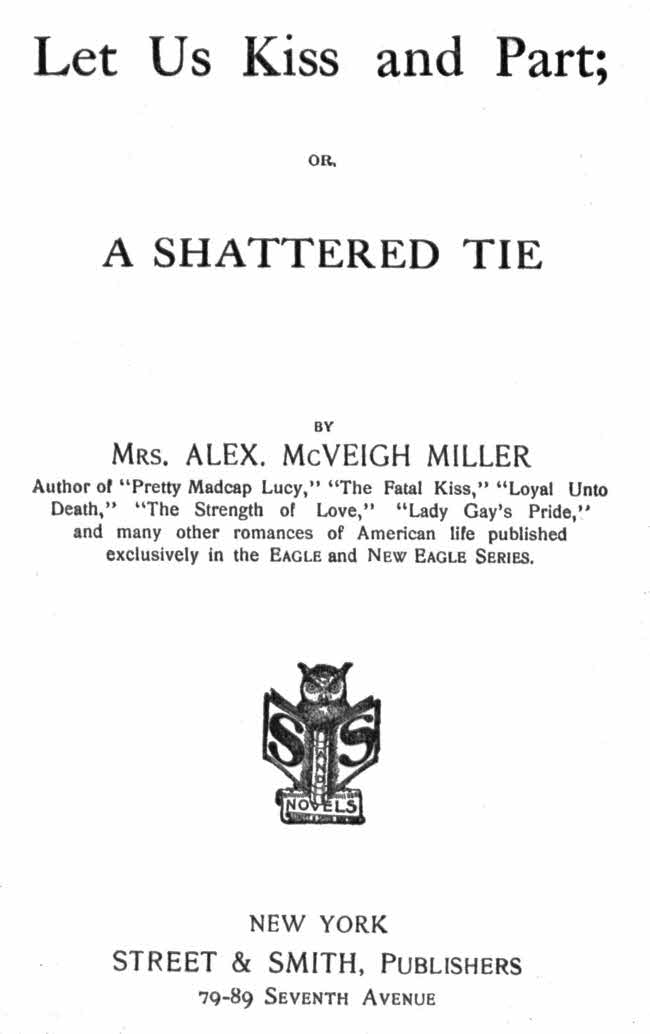 Let Us Kiss and Part;
OR,
A SHATTERED TIE
BY
MRS. ALEX. McVEIGH MILLER
Author of "Pretty Madcap Lucy," "The Fatal Kiss," "Loyal Unto
Death," "The Strength of Love," "Lady Gay's Pride,"
and many other romances of American life published
exclusively in the EAGLE and NEW EAGLE SERIES.
S AND S
NOVELS
NEW YORK
STREET & SMITH, PUBLISHERS
79-89 SEVENTH AVENUE